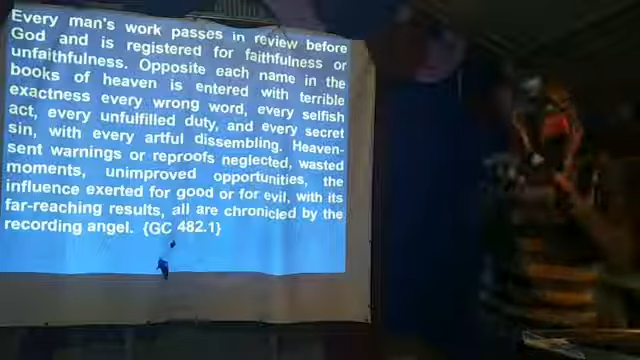 Every man's work passes in review before
God and is registered for faithfulness or
unfaithfulness. Opposite each name in the
books of heaven is entered with terrible
exactness every wrong word, every selfish
act, every unfulfilled duty, and every secret
sin, with every artful dissembling. Heaven-
sent warnings or reproofs neglected, wasted
moments, unimproved opportunities, the
influence exerted for good or for evil, with its
far-reaching results, all are chronicled by the
recording angel. {GC 482.1}